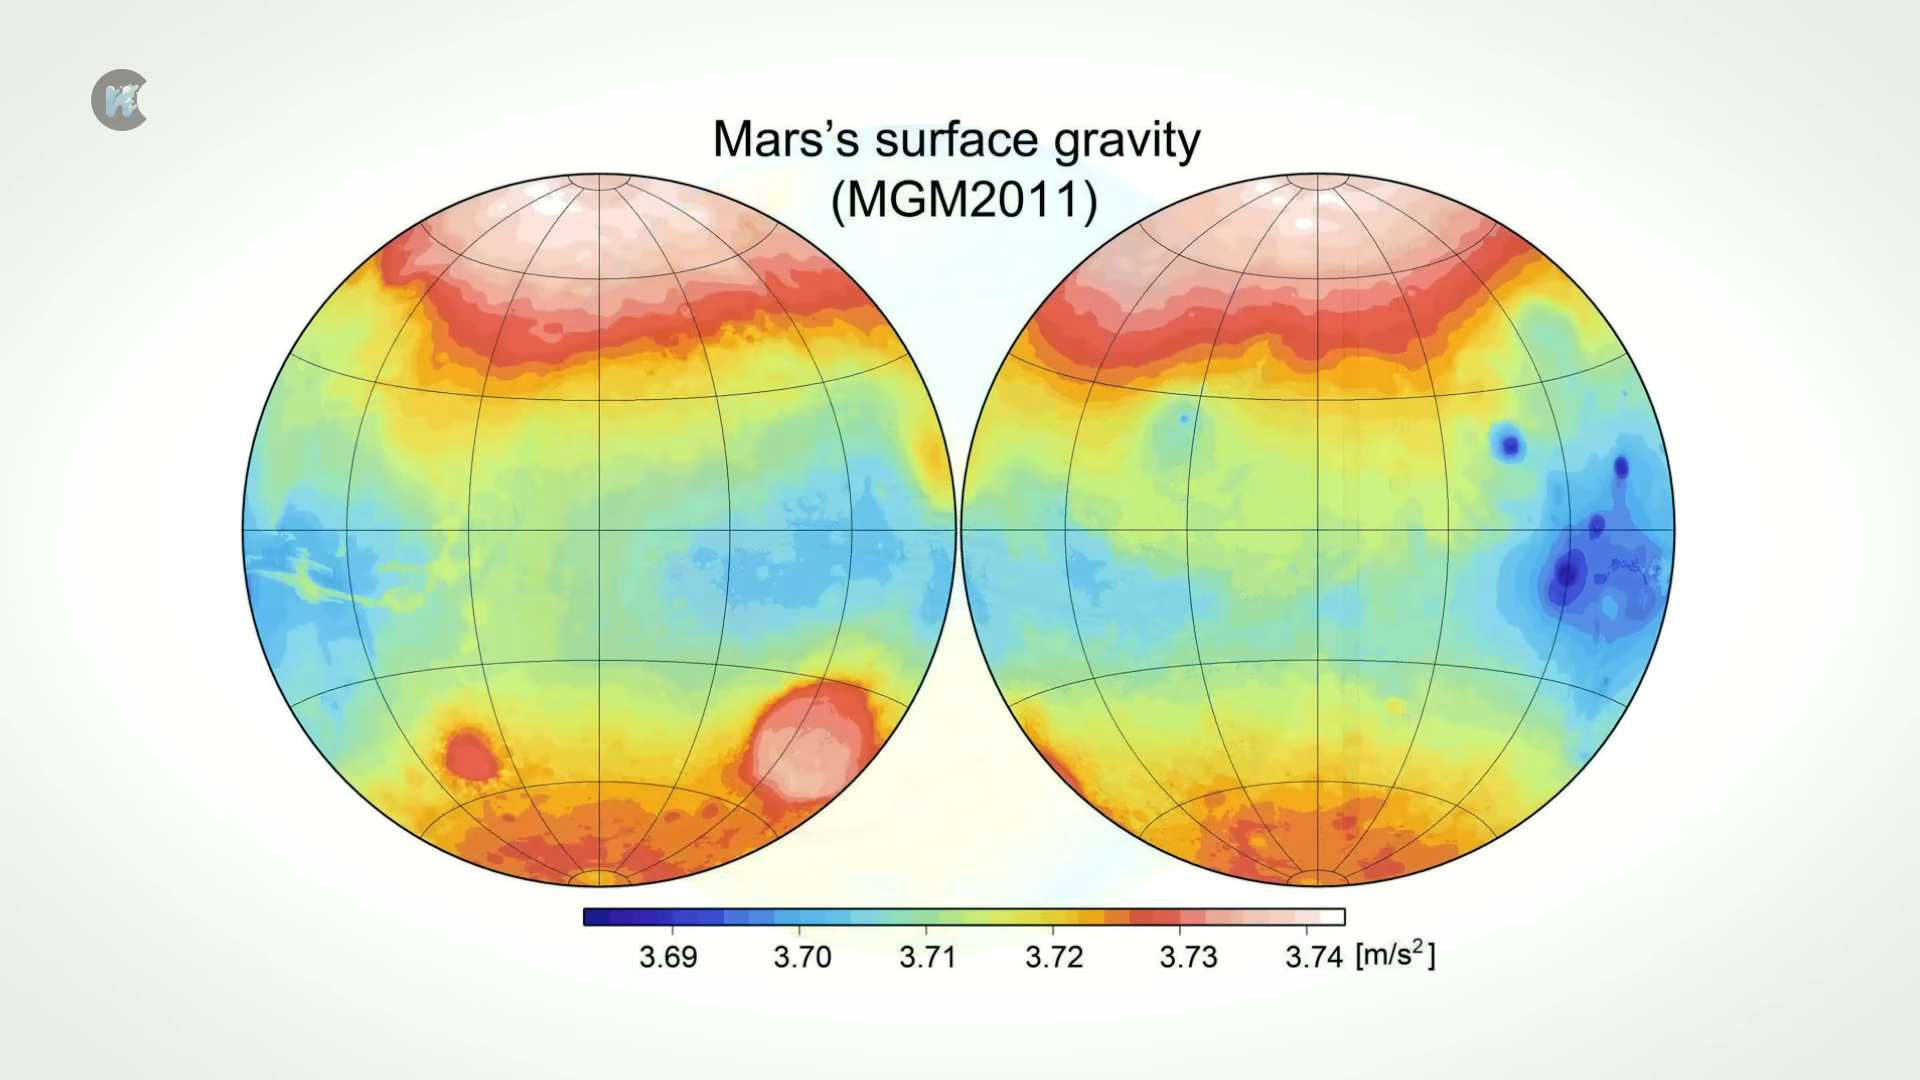 Mars’s surface gravity
(MGM2011)
3.69 3.70 3.71 3.72 3.73 3.74 [m/s²]